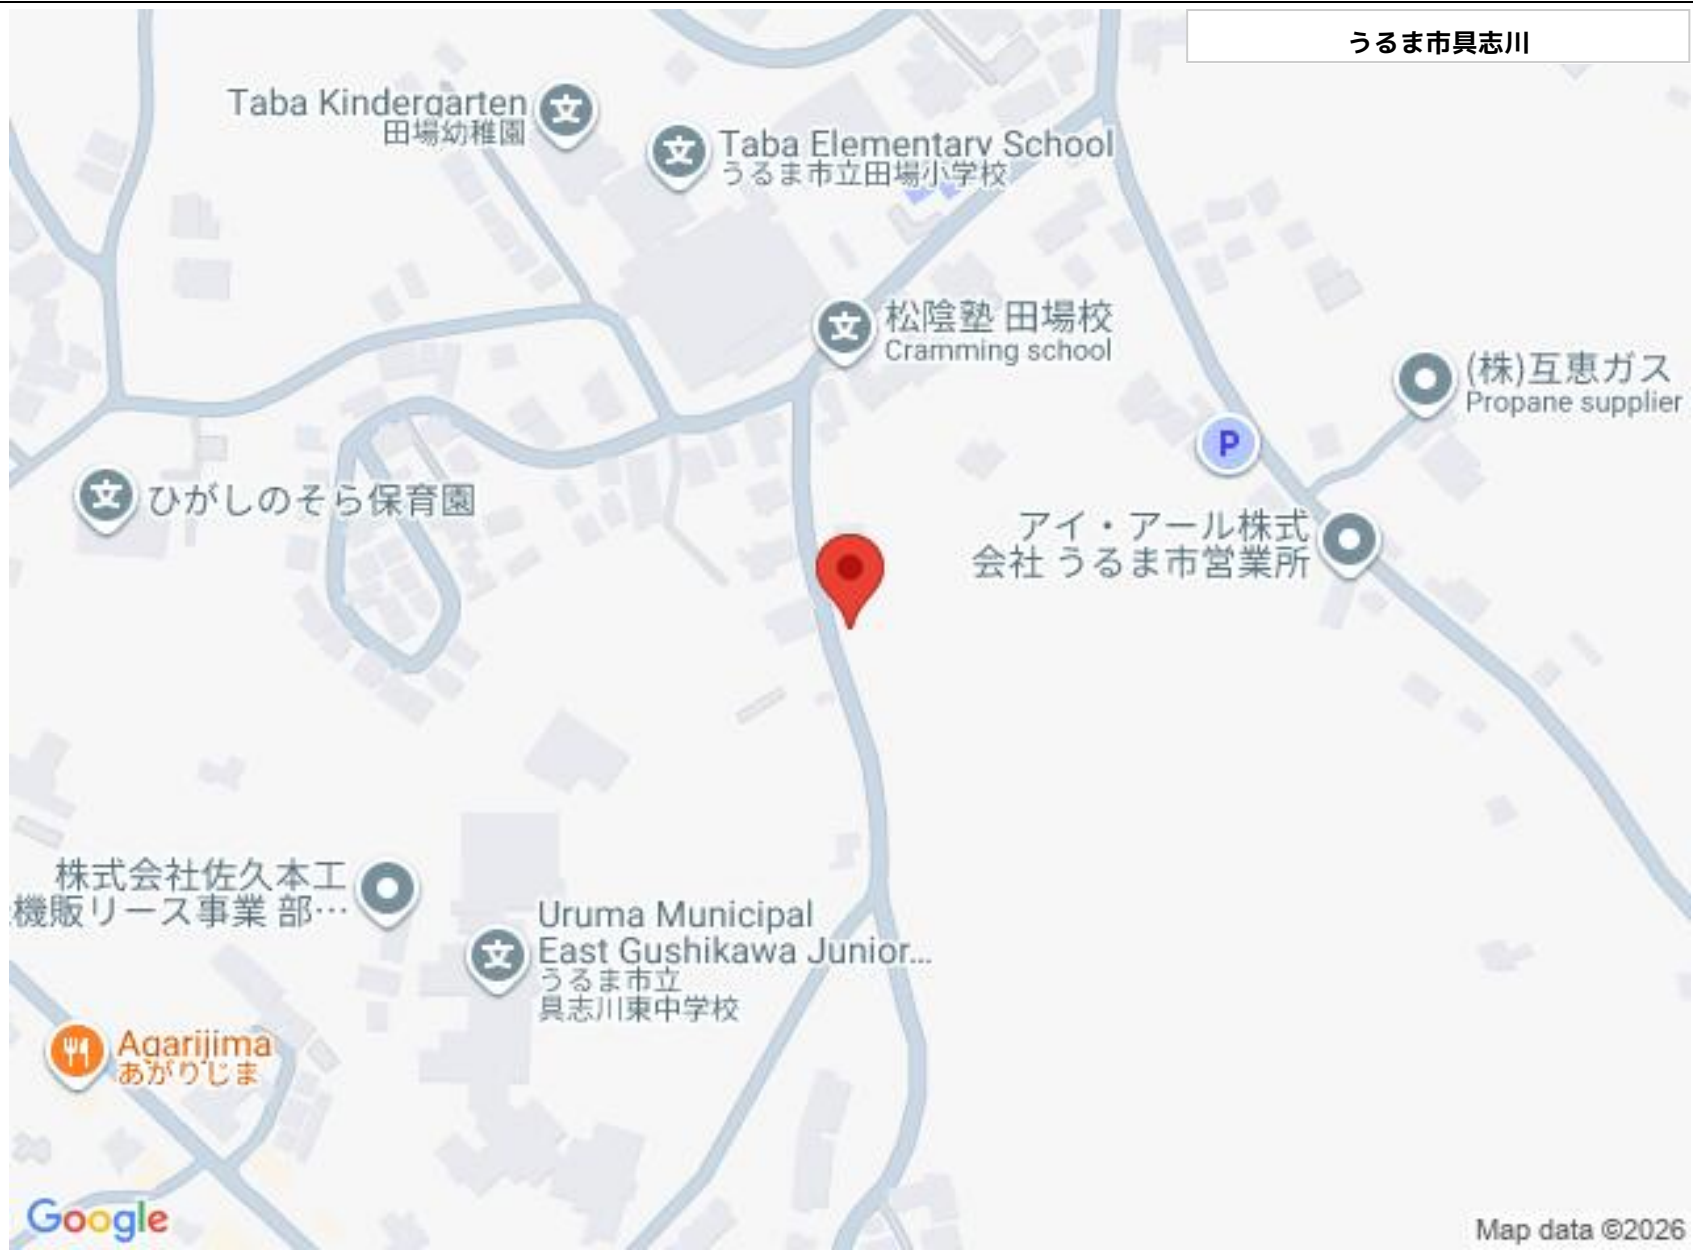 うるま市具志川
Taba Kindergarten
田場幼稚園
Taba Elementary School
うるま市立田場小学校
松陰塾 田場校
Cramming school
(株)互恵ガス
Propane supplier
P
ひがしのそら保育園
アイ・アール株式
会社 うるま市営業所
株式会社佐久本工
機販リース事業 部…
Uruma Municipal
East Gushikawa Junior...
うるま市立
具志川東中学校
Agarijima
あがりじま
Google
Map data ©2026